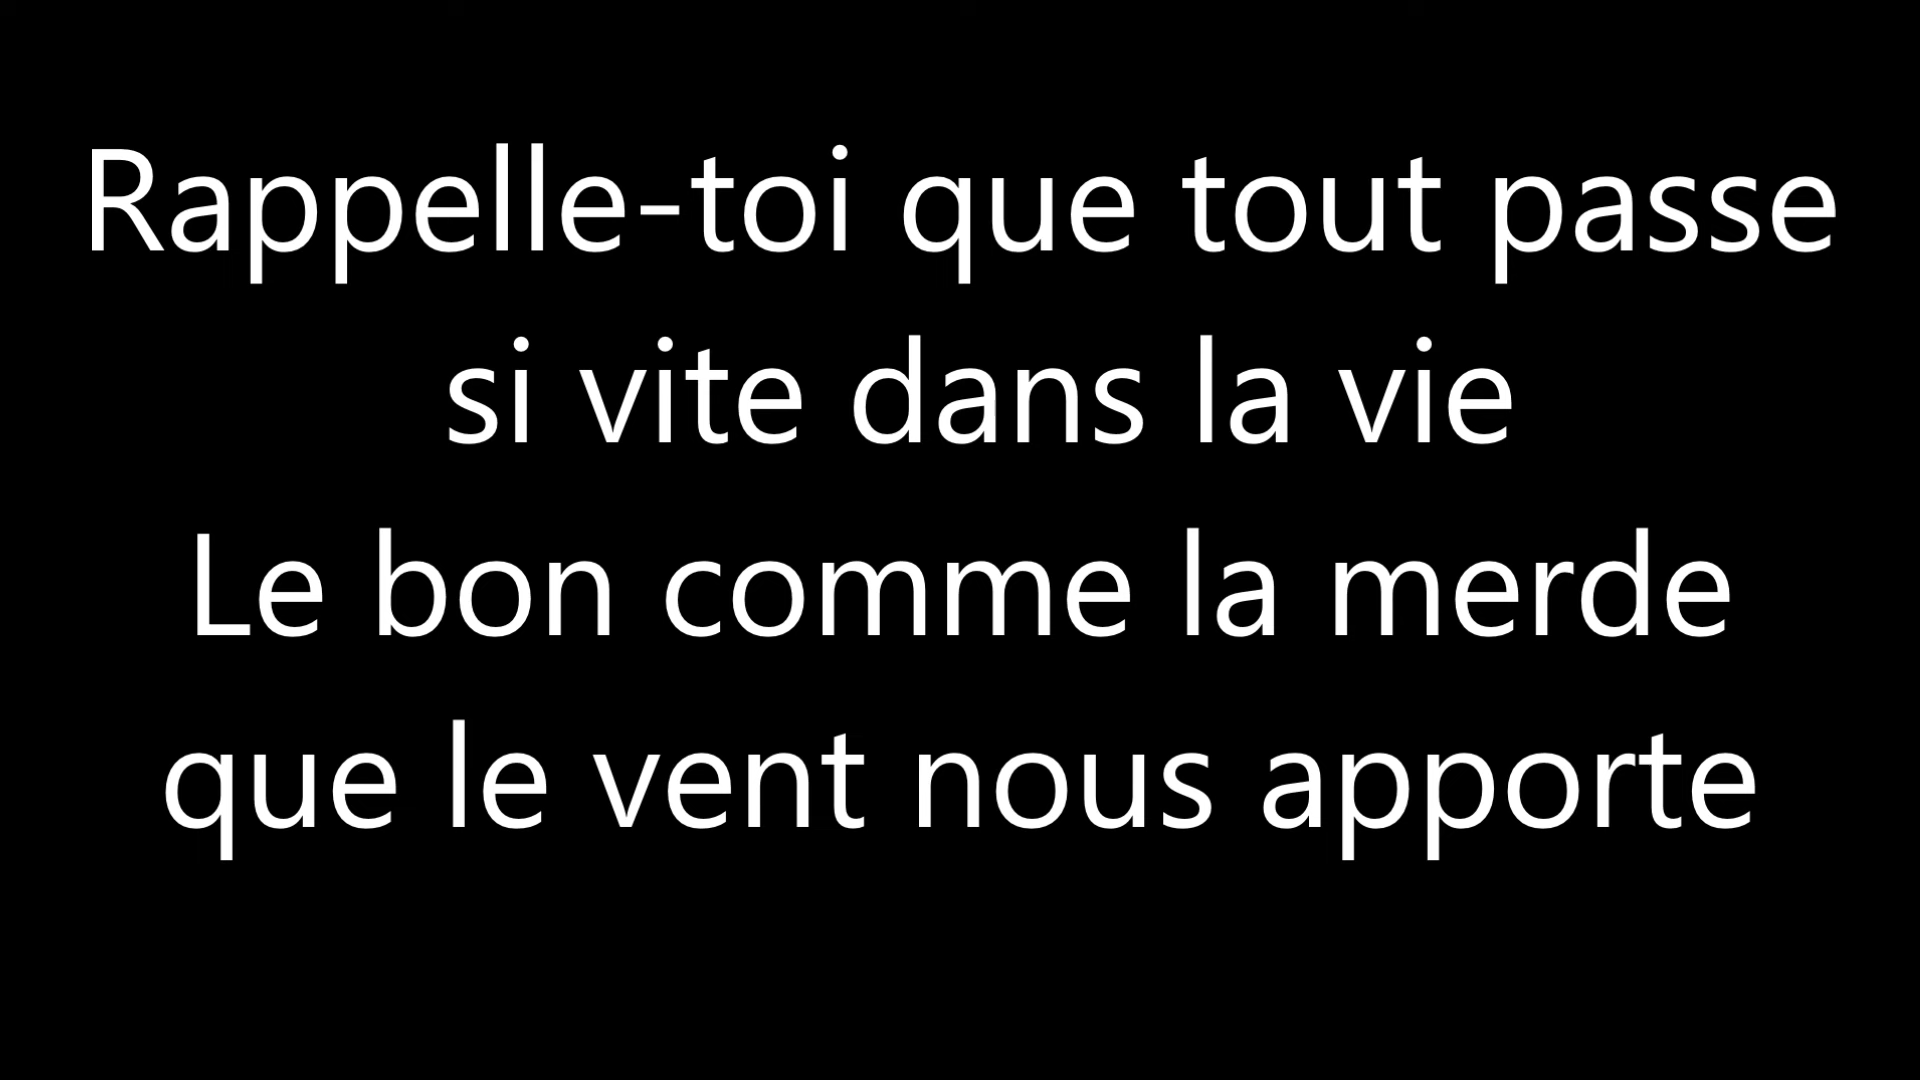 Rappelle-toi que tout passe
si vite dans la vie
Le bon comme la merde
que le vent nous apporte